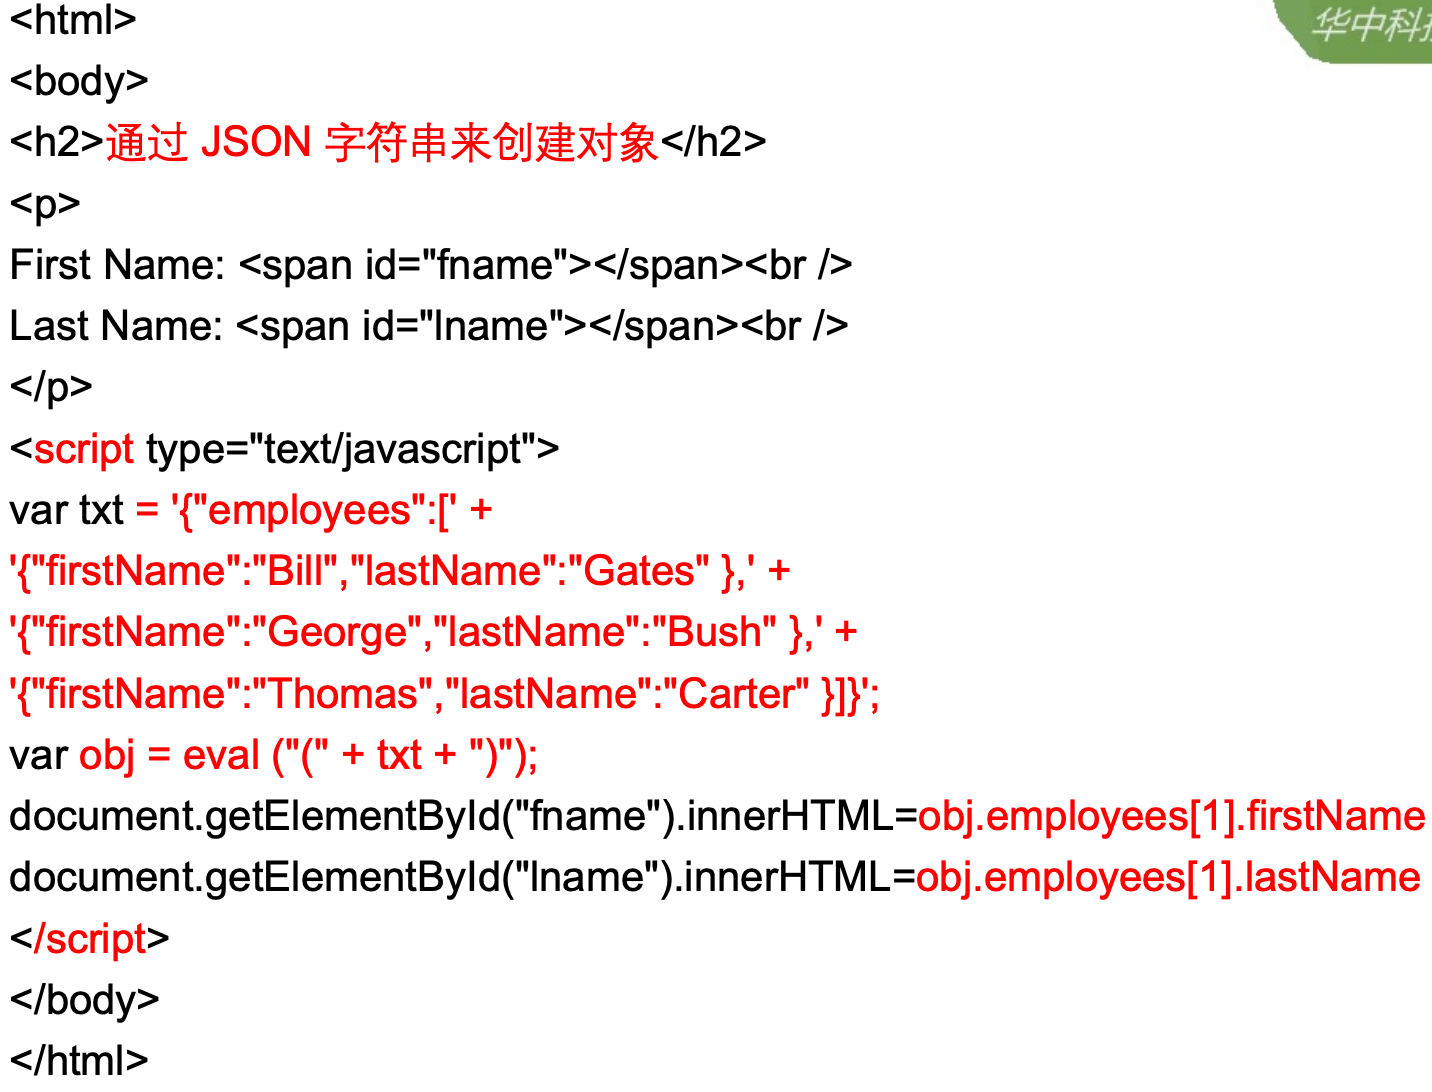 华中科
<html>
<body>
<h2>通过 JSON 字符串来创建对象</h2>
<p>
First Name: <span id="fname"></span><br />
Last Name: <span id="lname"></span><br />
</p>
<script type="text/javascript">
var txt = '{"employees":[' +
'{"firstName":"Bill","lastName":"Gates" },' +
'{"firstName":"George","lastName":"Bush" },' +
'{"firstName":"Thomas","lastName":"Carter" }]}';
var obj = eval ("(" + txt + ")");
document.getElementById("fname").innerHTML=obj.employees[1].firstName
document.getElementById("lname").innerHTML=obj.employees[1].lastName
</script>
</body>
</html>